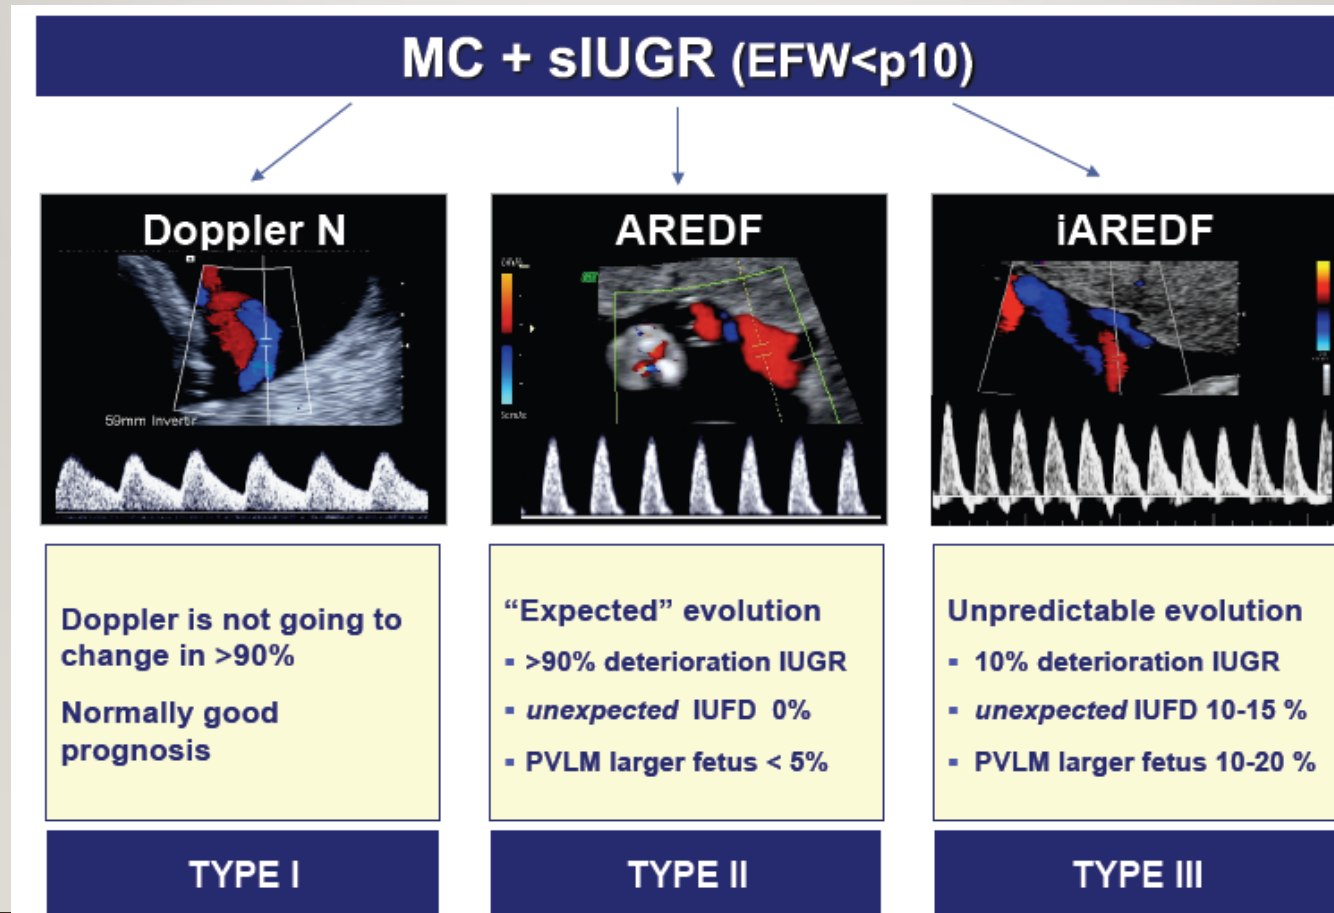 MC + sIUGR (EFW<p10)
Doppler N
AREDF
iAREDF
59mm Invertir
Doppler is not going to
change in >90%
Normally good
prognosis
"Expected" evolution
▪ >90% deterioration IUGR
▪ unexpected IUFD 0%
▪ PVLM larger fetus < 5%
Unpredictable evolution
▪ 10% deterioration IUGR
▪ unexpected IUFD 10-15 %
▪ PVLM larger fetus 10-20 %
TYPE I
TYPE II
TYPE III